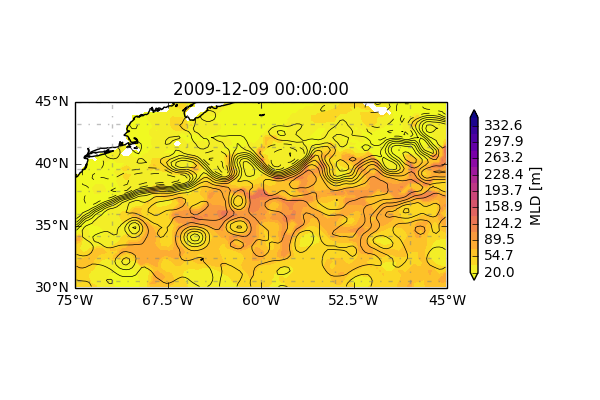 2009-12-09 00:00:00
45°N
40°N
35°N
30°N
75°W
67.5°W
60°W
52.5°W
45°W
332.6
297.9
263.2
228.4
193.7
158.9
124.2
89.5
54.7
20.0
MLD [m]